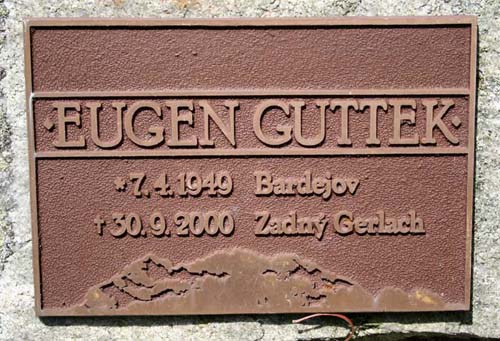 ·EUGEN GUTTEK·
* 7. 4. 1949 Bardejov
† 30. 9. 2000 Zadný Gerlach